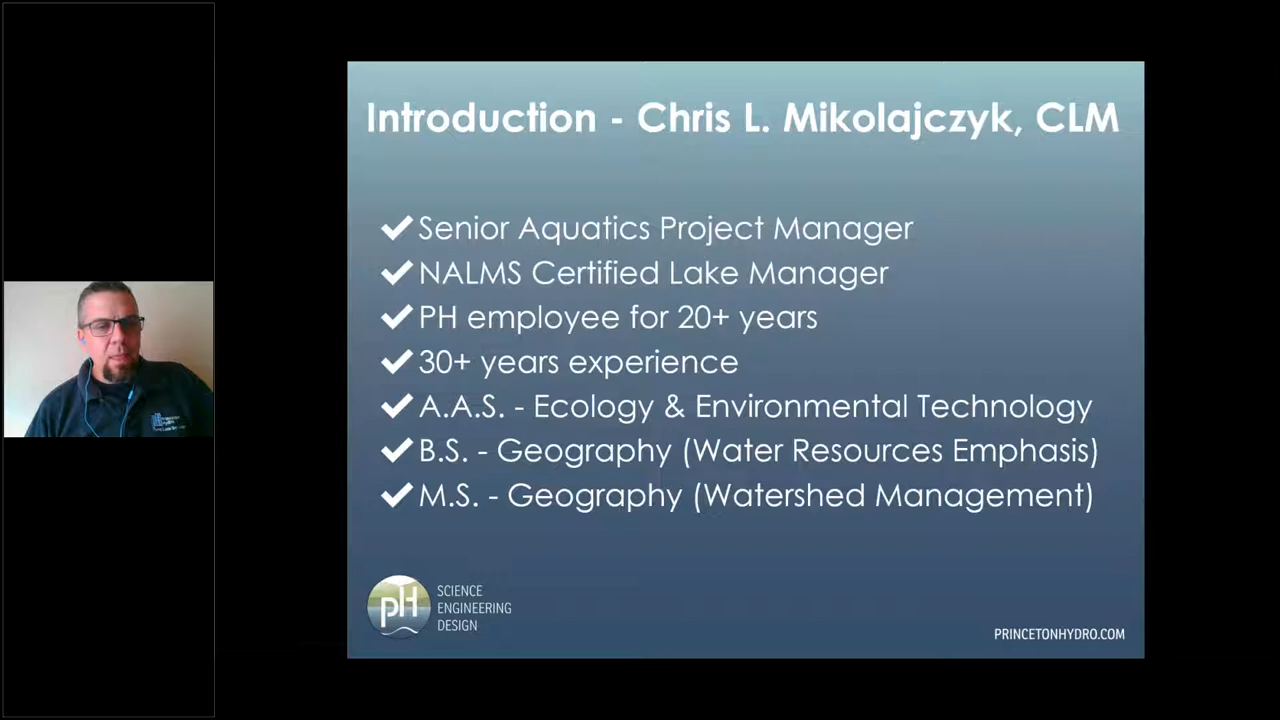 Introduction - Chris L. Mikolajczyk, CLM
Senior Aquatics Project Manager
NALMS Certified Lake Manager
PH employee for 20+ years
30+ years experience
A.A.S. - Ecology & Environmental Technology
B.S. - Geography (Water Resources Emphasis)
M.S. - Geography (Watershed Management)
pH
SCIENCE
ENGINEERING
DESIGN
PRINCETONHYDRO.COM